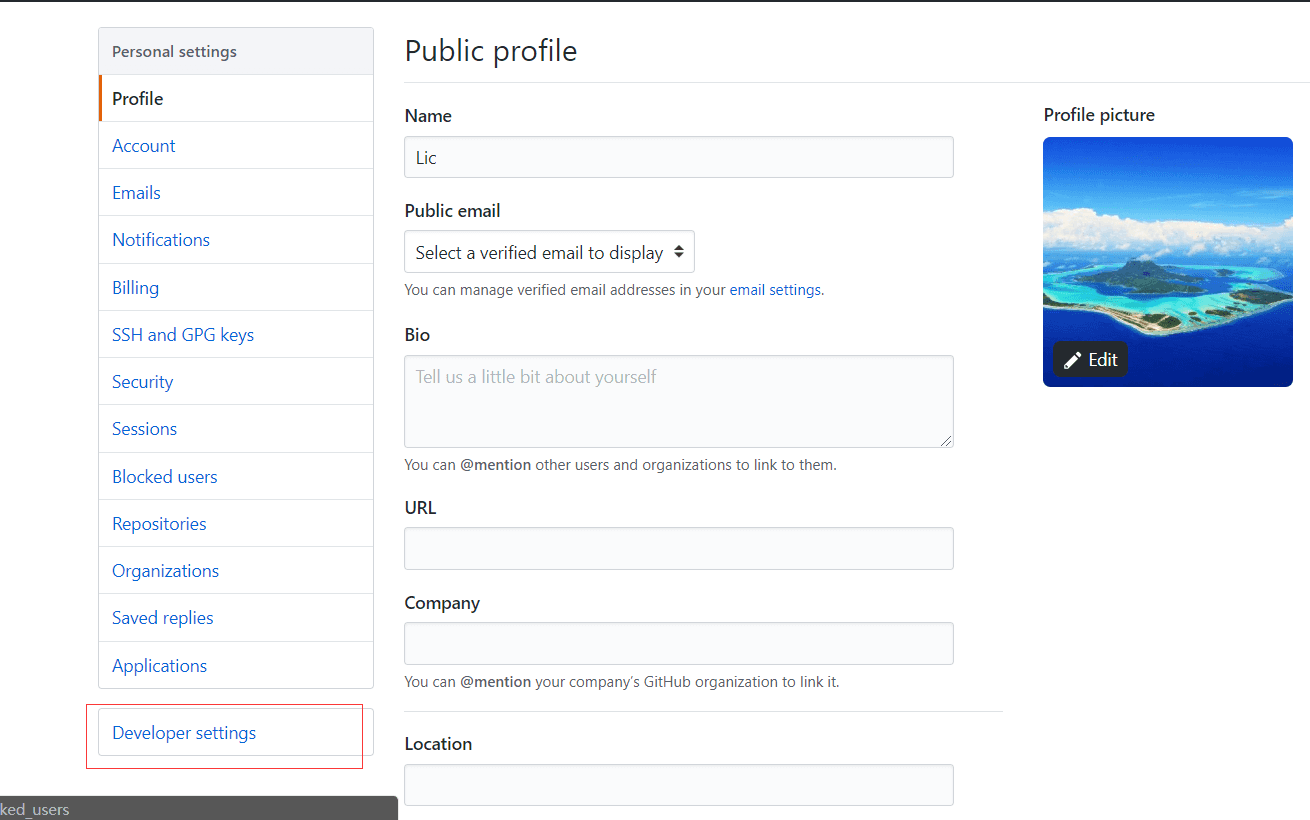 Personal settings
Profile
Account
Emails
Notifications
Billing
SSH and GPG keys
Security
Sessions
Blocked users
Repositories
Organizations
Saved replies
Applications
Developer settings
ked_users
Public profile
Name
Lic
Public email
Select a verified email to display
You can manage verified email addresses in your email settings.
Bio
Tell us a little bit about yourself
You can @mention other users and organizations to link to them.
URL
Company
You can @mention your company's GitHub organization to link it.
Location
Profile picture
Edit